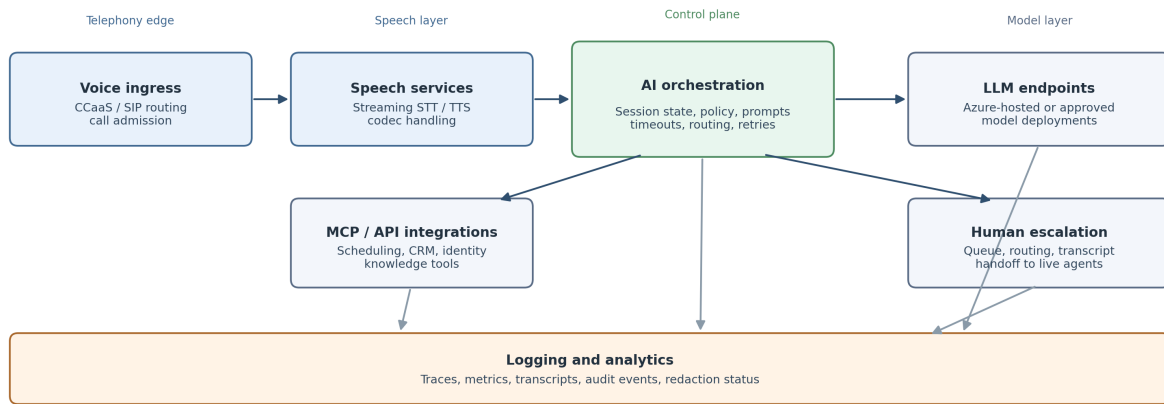 Telephony edge
Speech layer
Control plane
Model layer
Voice ingress
CCaaS / SIP routing
call admission
Speech services
Streaming STT / TTS
codec handling
AI orchestration
Session state, policy, prompts
timeouts, routing, retries
LLM endpoints
Azure-hosted or approved
model deployments
MCP / API integrations
Scheduling, CRM, identity
knowledge tools
Human escalation
Queue, routing, transcript
handoff to live agents
Logging and analytics
Traces, metrics, transcripts, audit events, redaction status